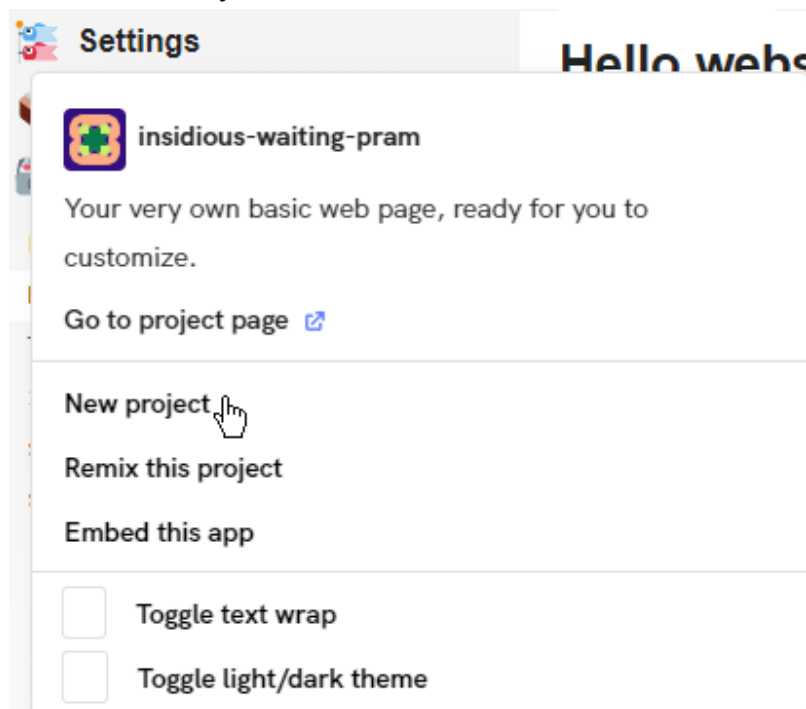 Settings
Hello webs
insidious-waiting-pram
Your very own basic web page, ready for you to
customize.
Go to project page
New project
Remix this project
Embed this app
Toggle text wrap
Toggle light/dark theme